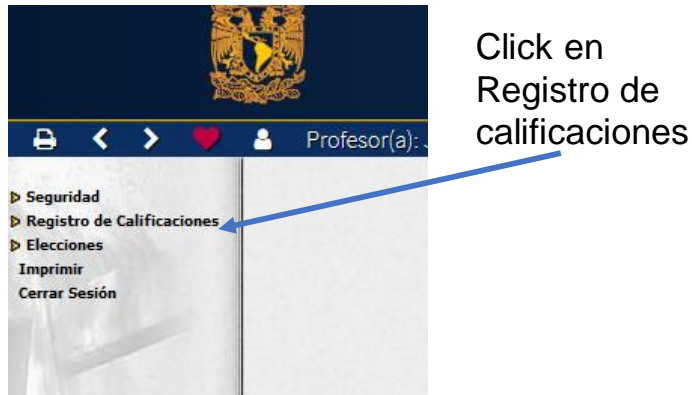 Click en
Registro de
calificaciones
Profesor(a):
Seguridad
Registro de Calificaciones
Elecciones
Imprimir
Cerrar Sesión